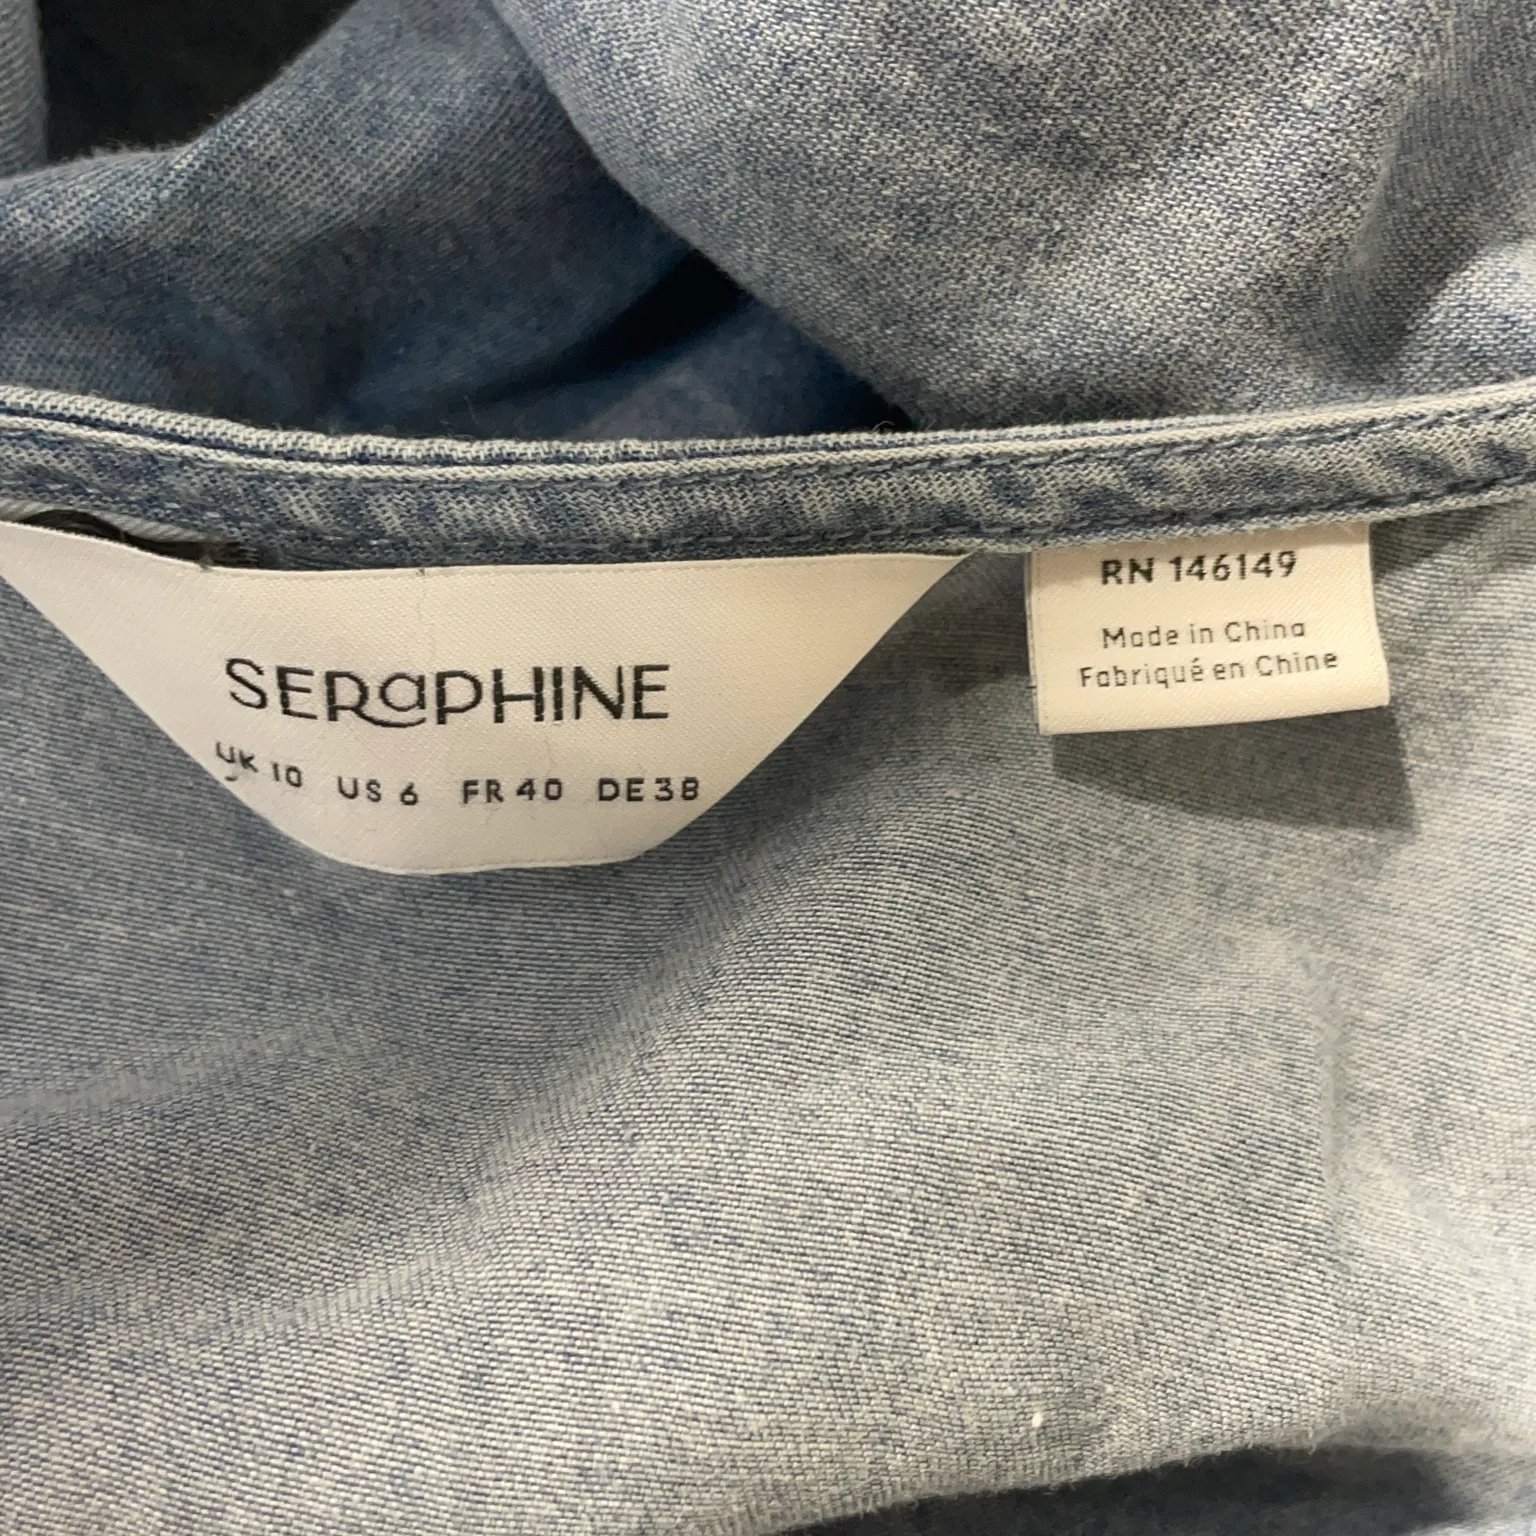 SERaPHINE
UK 10 US 6 FR 40 DE 38
RN 146149
Made in China
Fabriqué en Chine